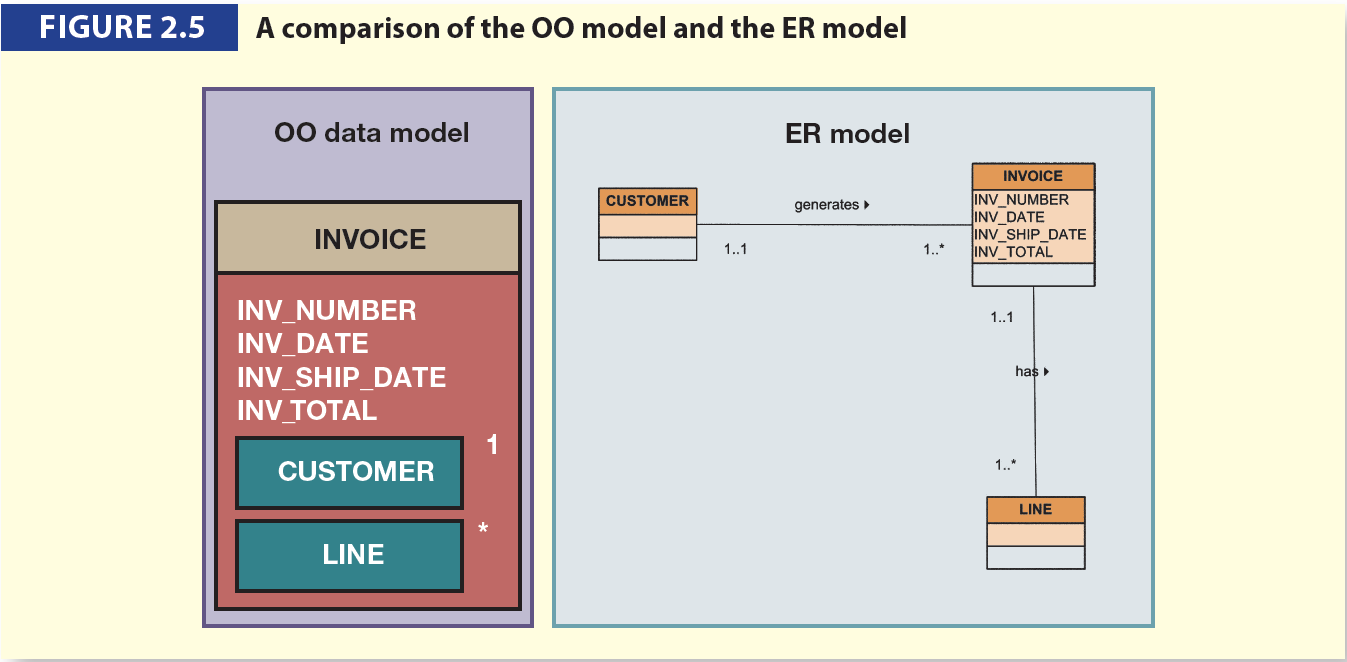 FIGURE 2.5 A comparison of the OO model and the ER model
OO data model
INVOICE
INV_NUMBER
INV_DATE
INV_SHIP_DATE
INV_TOTAL
CUSTOMER 1
LINE *
ER model
CUSTOMER
generates
1..1
1..*
INVOICE
INV_NUMBER
INV_DATE
INV_SHIP_DATE
INV_TOTAL
1..1
has
1..*
LINE